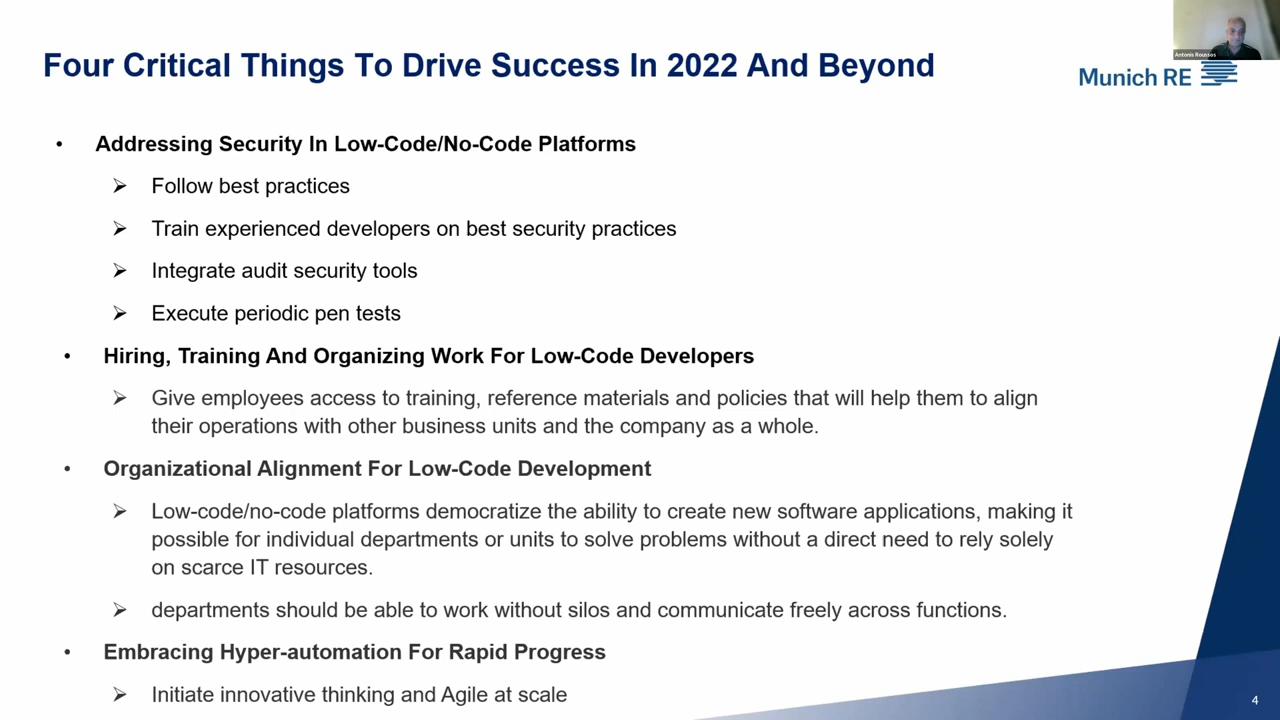 Antonis Roussos
Four Critical Things To Drive Success In 2022 And Beyond
Munich RE
• Addressing Security In Low-Code/No-Code Platforms
➢ Follow best practices
➢ Train experienced developers on best security practices
➢ Integrate audit security tools
➢ Execute periodic pen tests
• Hiring, Training And Organizing Work For Low-Code Developers
➢ Give employees access to training, reference materials and policies that will help them to align
their operations with other business units and the company as a whole.
• Organizational Alignment For Low-Code Development
➢ Low-code/no-code platforms democratize the ability to create new software applications, making it
possible for individual departments or units to solve problems without a direct need to rely solely
on scarce IT resources.
➢ departments should be able to work without silos and communicate freely across functions.
• Embracing Hyper-automation For Rapid Progress
➢ Initiate innovative thinking and Agile at scale
4